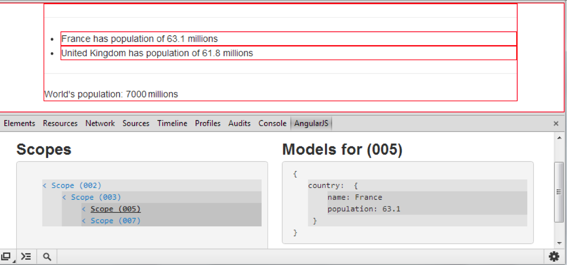 France has population of 63.1 millions
United Kingdom has population of 61.8 millions
World's population: 7000 millions
Elements Resources Network Sources Timeline Profiles Audits Console AngularJS
Scopes
< Scope (002)
< Scope (003)
< Scope (005)
< Scope (007)
Models for (005)
{
country: {
name: France
population: 63.1
}
}